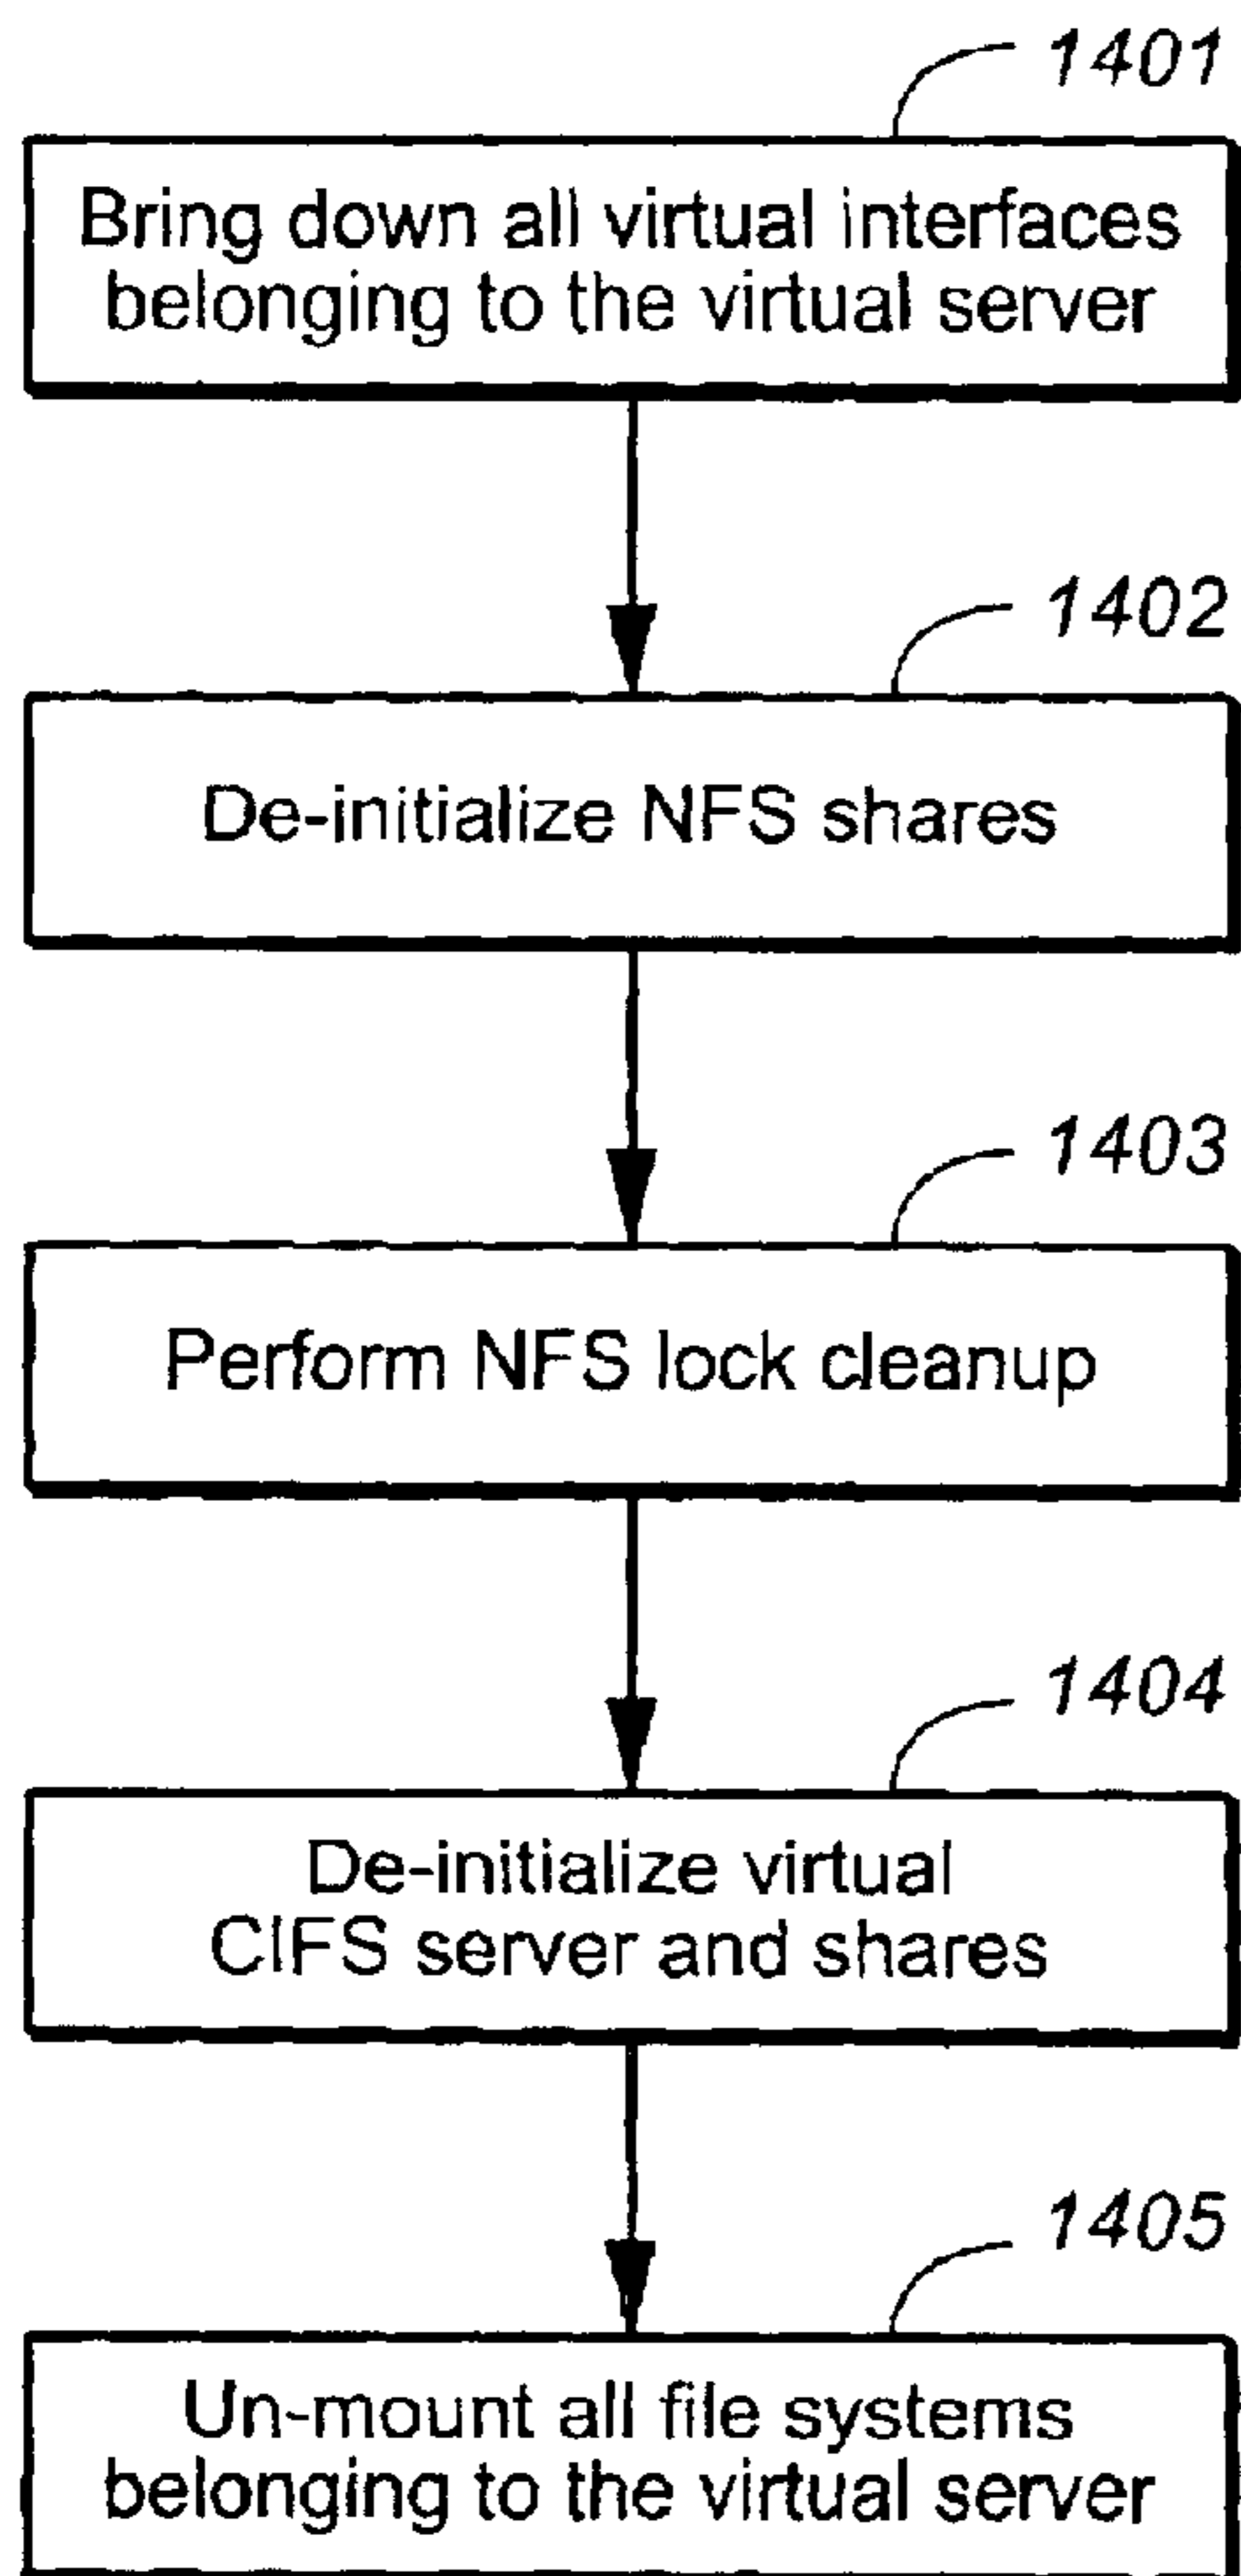 1401
Bring down all virtual interfaces
belonging to the virtual server
1402
De-initialize NFS shares
1403
Perform NFS lock cleanup
1404
De-initialize virtual
CIFS server and shares
1405
Un-mount all file systems
belonging to the virtual server